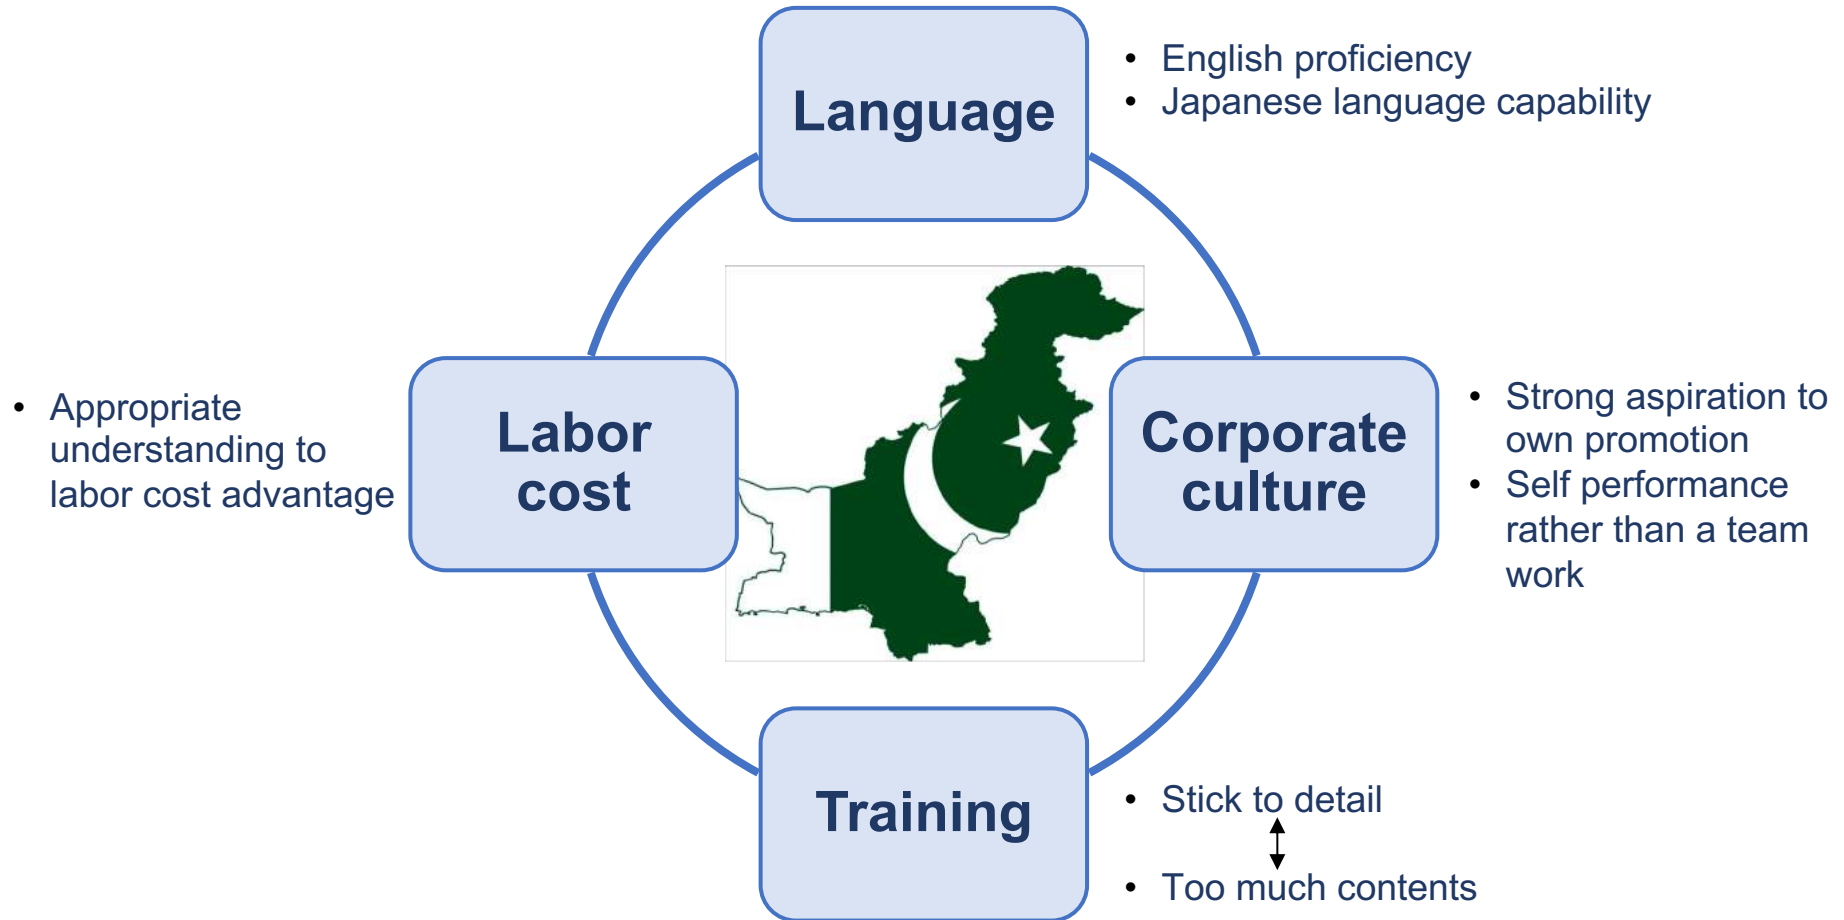 Language
• English proficiency
• Japanese language capability
Labor
cost
• Appropriate
understanding to
labor cost advantage
Corporate
culture
• Strong aspiration to
own promotion
• Self performance
rather than a team
work
Training
• Stick to detail
• Too much contents